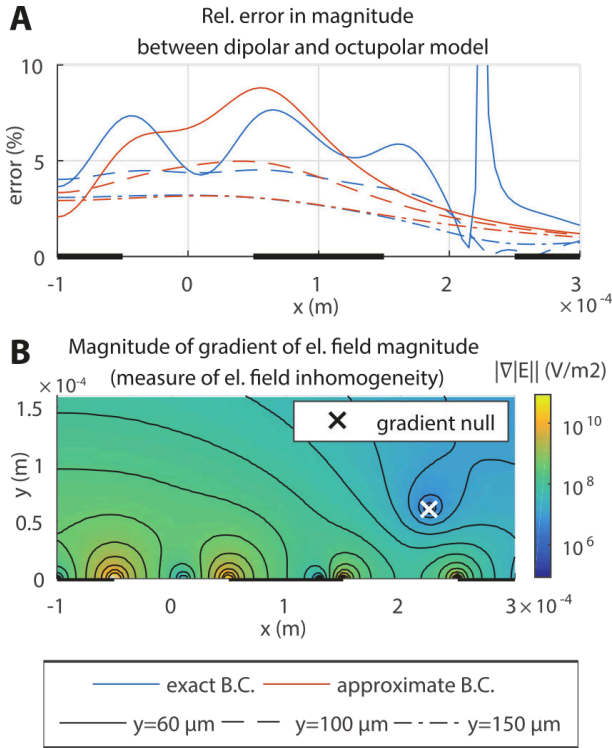 A
Rel. error in magnitude
between dipolar and octupolar model
10
5
0
error (%)
-1 0 1 2 3
x (m)
×10⁻⁴
B
Magnitude of gradient of el. field magnitude
(measure of el. field inhomogeneity)
|∇|E|| (V/m2)
× 10⁻⁴
1.5
1
0.5
0
y (m)
gradient null
10¹⁰
10⁸
10⁶
-1 0 1 2 3 × 10⁻⁴
x (m)
exact B.C. approximate B.C.
y=60 μm y=100 μm y=150 μm